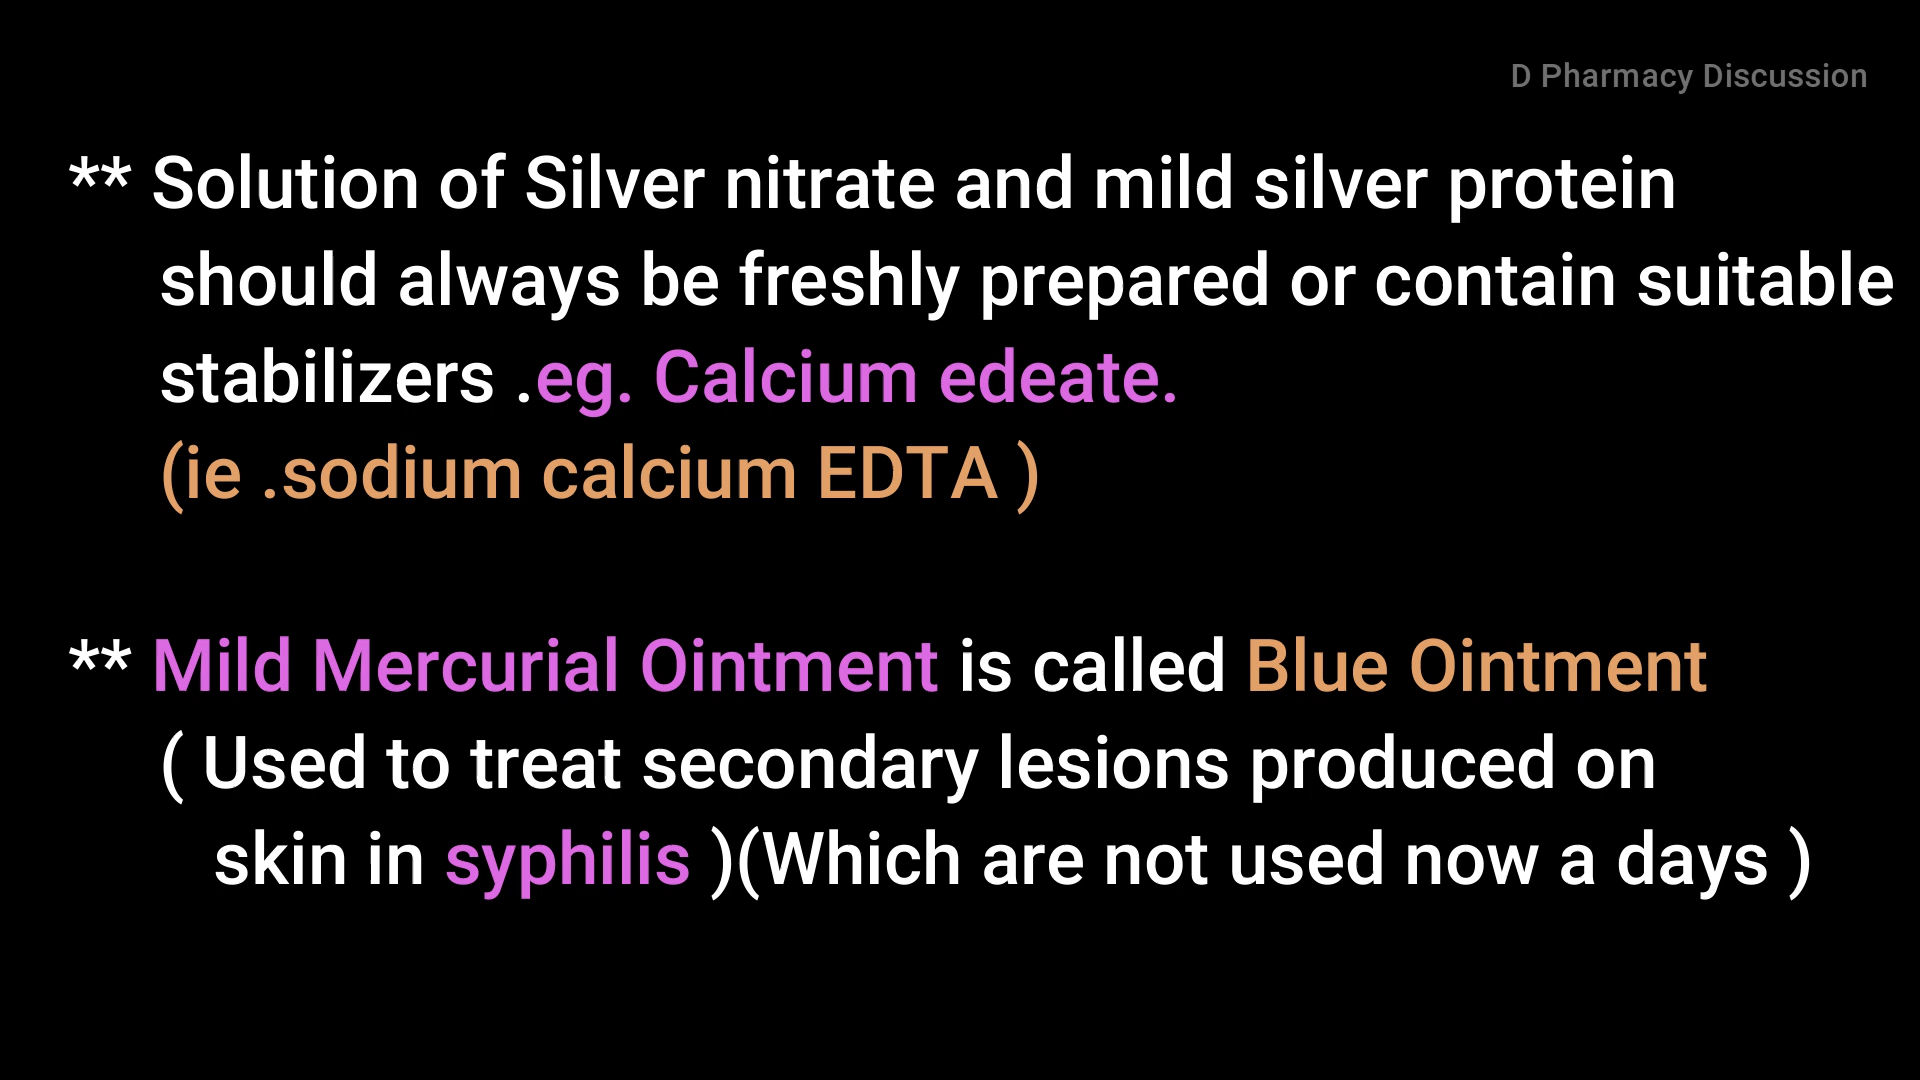 D Pharmacy Discussion
** Solution of Silver nitrate and mild silver protein
should always be freshly prepared or contain suitable
stabilizers .eg. Calcium edeate.
(ie .sodium calcium EDTA )
** Mild Mercurial Ointment is called Blue Ointment
( Used to treat secondary lesions produced on
skin in syphilis )(Which are not used now a days )